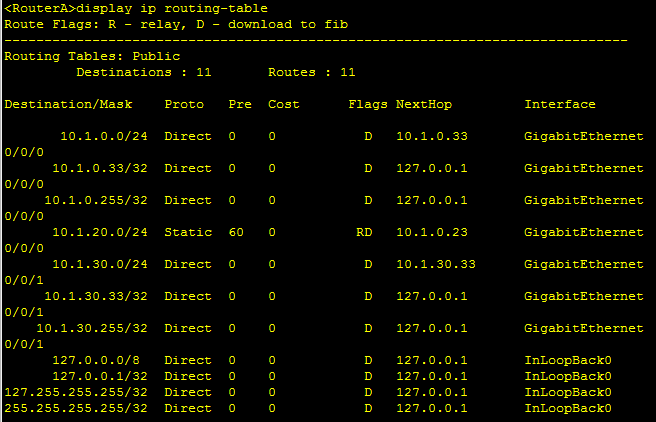 <RouterA>display ip routing-table
Route Flags: R - relay, D - download to fib
------------------------------------------------------------------------------
Routing Tables: Public
         Destinations : 11       Routes : 11
Destination/Mask    Proto   Pre  Cost      Flags NextHop         Interface
       10.1.0.0/24  Direct  0    0           D   10.1.0.33       GigabitEthernet
0/0/0
      10.1.0.33/32  Direct  0    0           D   127.0.0.1       GigabitEthernet
0/0/0
     10.1.0.255/32  Direct  0    0           D   127.0.0.1       GigabitEthernet
0/0/0
      10.1.20.0/24  Static  60   0          RD   10.1.0.23       GigabitEthernet
0/0/0
      10.1.30.0/24  Direct  0    0           D   10.1.30.33      GigabitEthernet
0/0/1
     10.1.30.33/32  Direct  0    0           D   127.0.0.1       GigabitEthernet
0/0/1
    10.1.30.255/32  Direct  0    0           D   127.0.0.1       GigabitEthernet
0/0/1
      127.0.0.0/8   Direct  0    0           D   127.0.0.1       InLoopBack0
      127.0.0.1/32  Direct  0    0           D   127.0.0.1       InLoopBack0
127.255.255.255/32  Direct  0    0           D   127.0.0.1       InLoopBack0
255.255.255.255/32  Direct  0    0           D   127.0.0.1       InLoopBack0